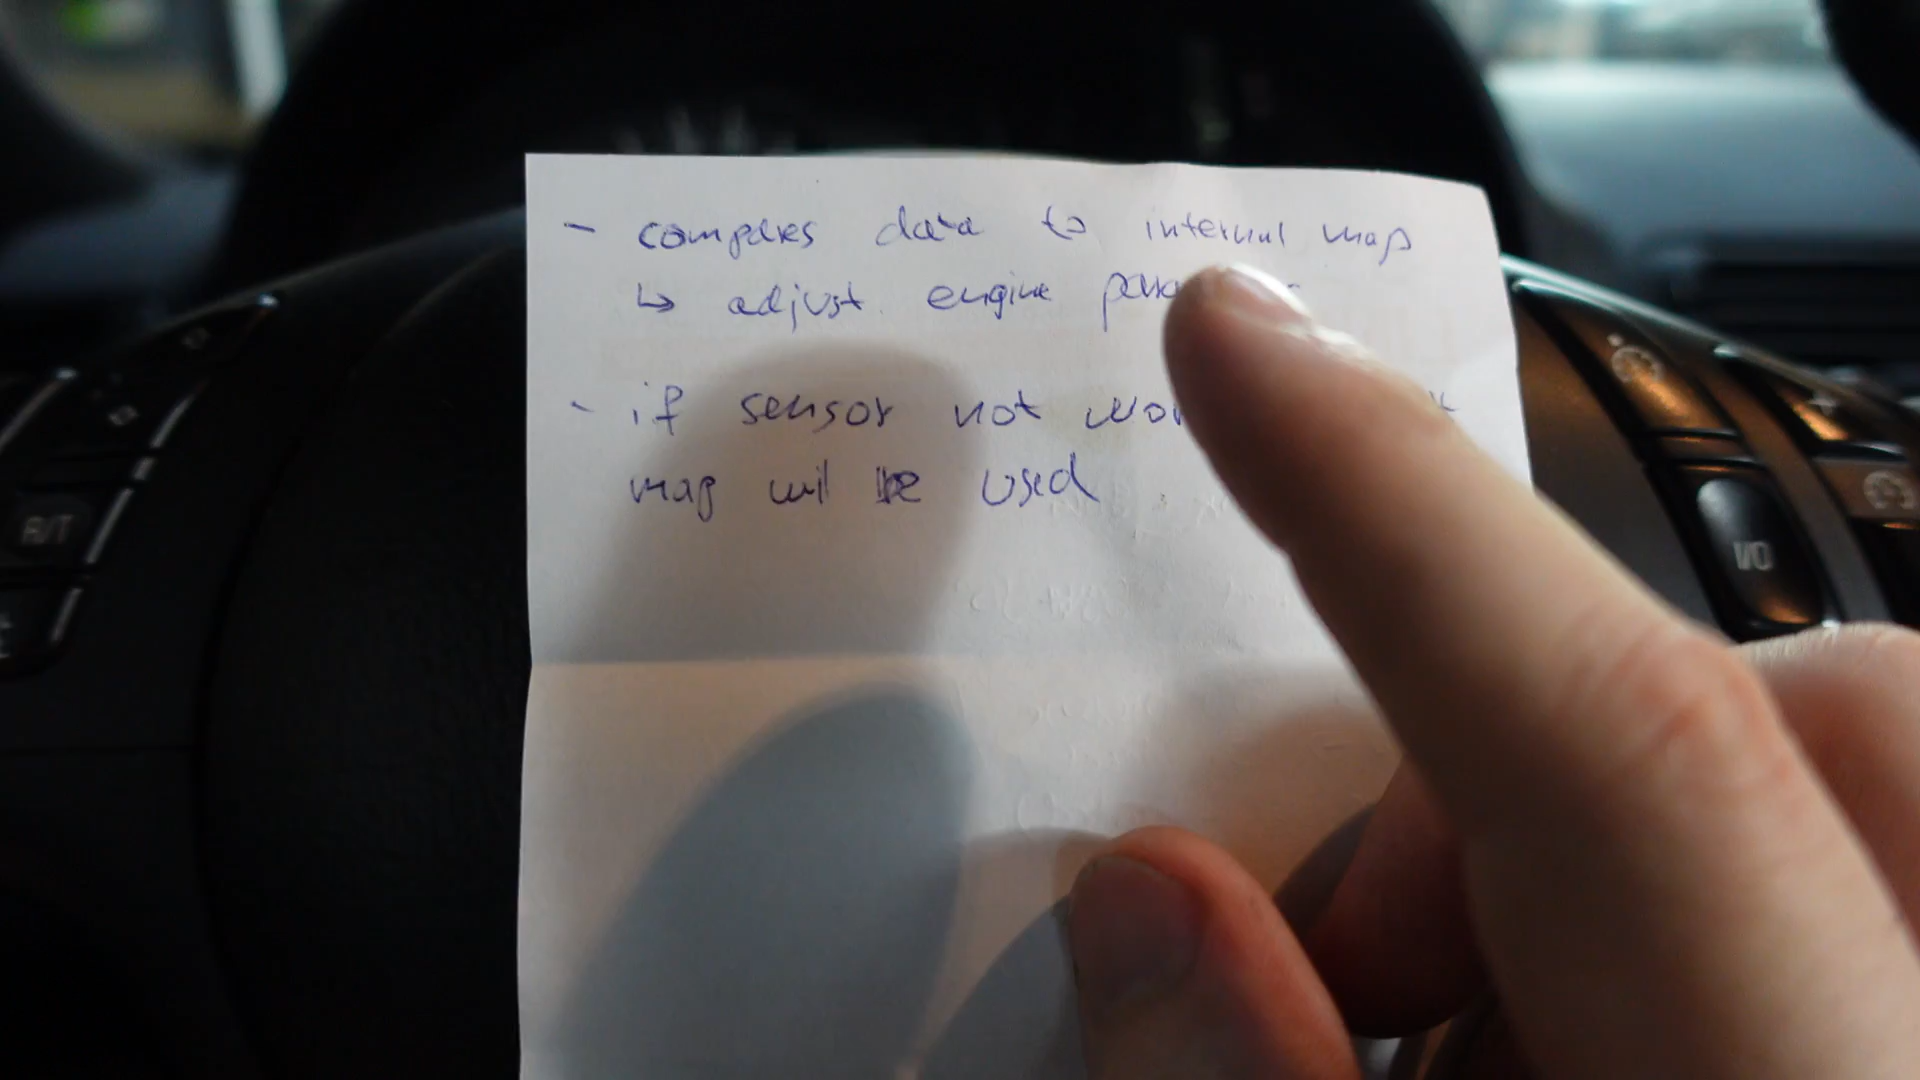 - compares data to internal map
↳ adjust engine
- if sensor not
map will be used
R/T
I/O